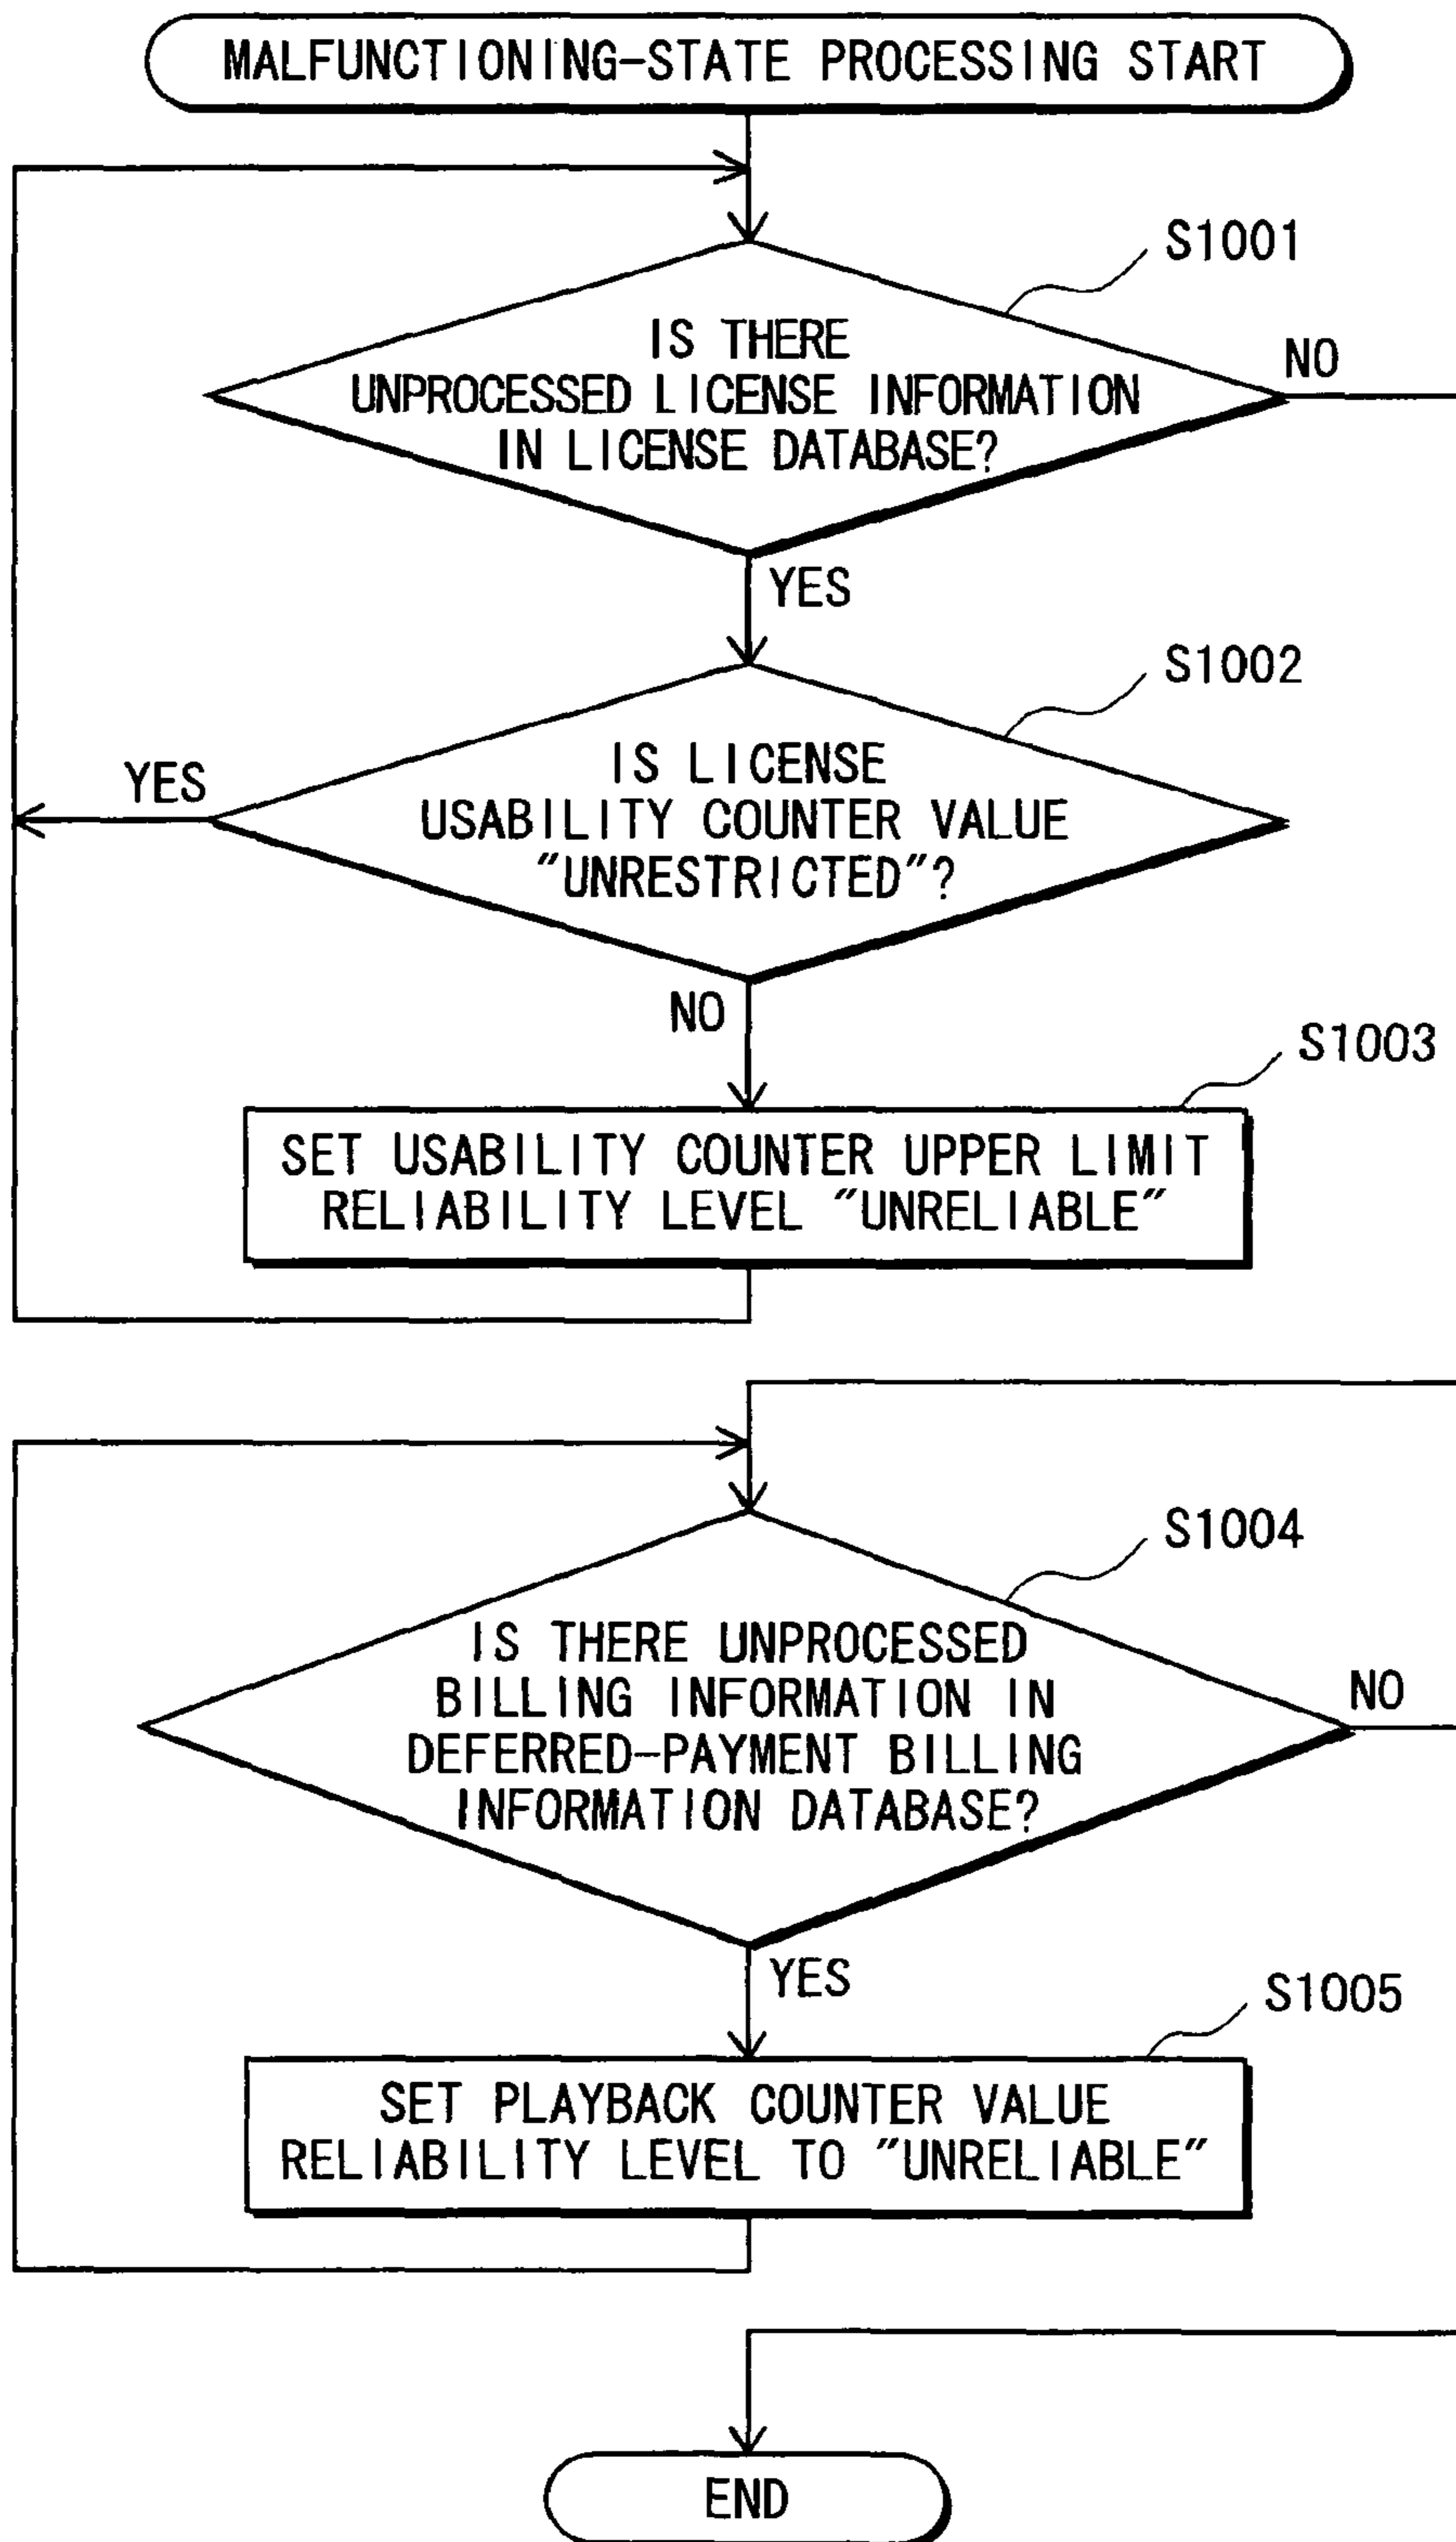 MALFUNCTIONING-STATE PROCESSING START
S1001
IS THERE
UNPROCESSED LICENSE INFORMATION
IN LICENSE DATABASE?
NO
YES
S1002
IS LICENSE
USABILITY COUNTER VALUE
"UNRESTRICTED"?
YES
NO
S1003
SET USABILITY COUNTER UPPER LIMIT
RELIABILITY LEVEL "UNRELIABLE"
S1004
IS THERE UNPROCESSED
BILLING INFORMATION IN
DEFERRED-PAYMENT BILLING
INFORMATION DATABASE?
NO
YES
S1005
SET PLAYBACK COUNTER VALUE
RELIABILITY LEVEL TO "UNRELIABLE"
END